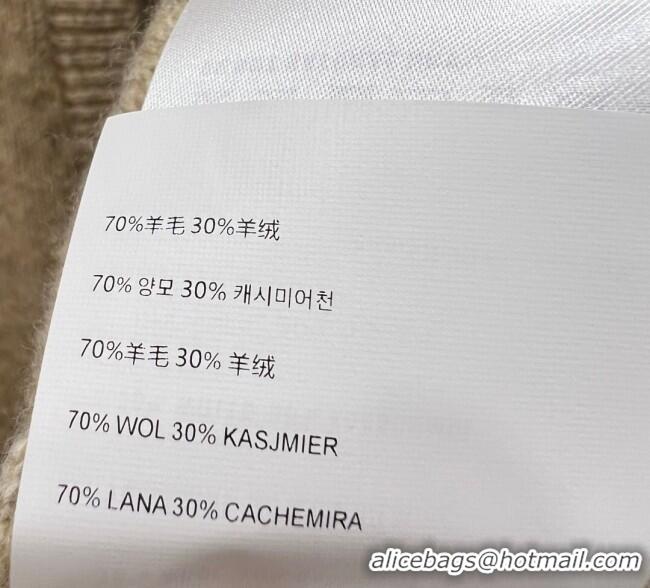 70%羊毛 30%羊绒
70% 양모 30% 캐시미어천
70%羊毛 30% 羊绒
70% WOL 30% KASJMIER
70% LANA 30% CACHEMIRA
alicebags@hotmail.com